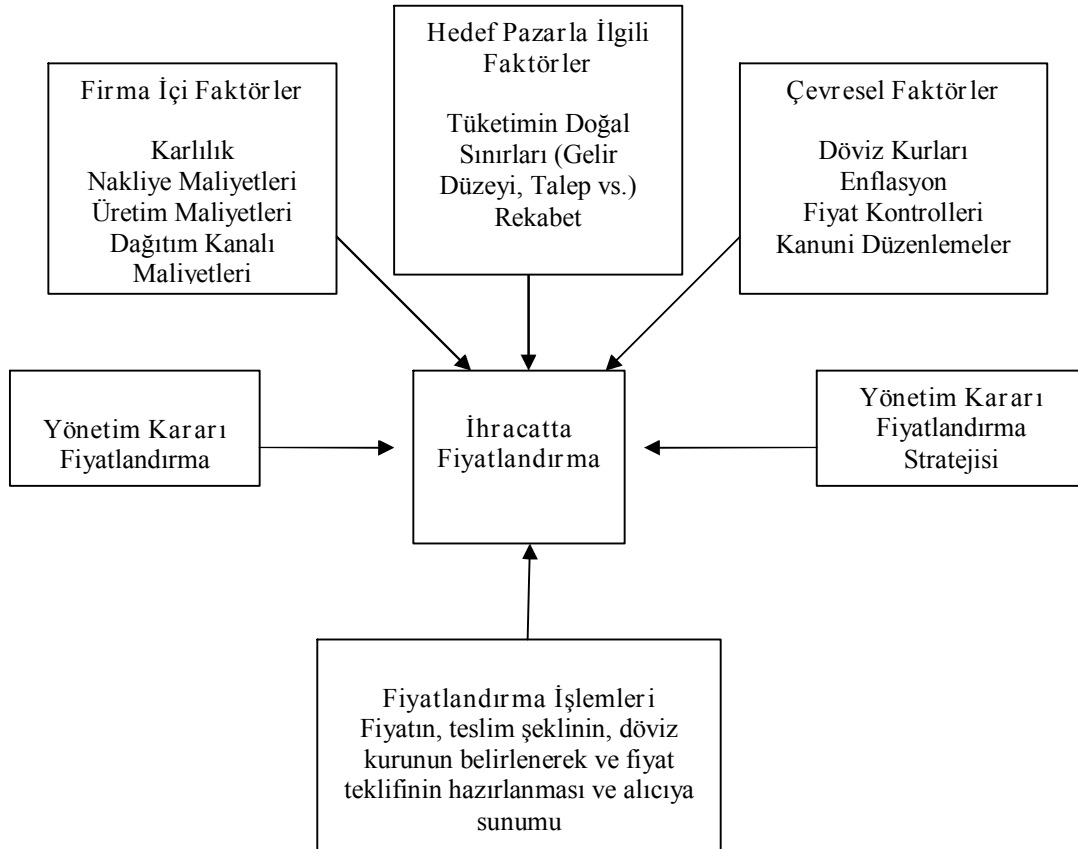 Hedef Pazarla İlgili
Faktörler
Tüketimin Doğal
Sınırları (Gelir
Düzeyi, Talep vs.)
Rekabet
Firma İçi Faktörler
Karlılık
Nakliye Maliyetleri
Üretim Maliyetleri
Dağıtım Kanalı
Maliyetleri
Çevresel Faktörler
Döviz Kurları
Enflasyon
Fiyat Kontrolleri
Kanuni Düzenlemeler
Yönetim Kararı
Fiyatlandırma
İhracatta
Fiyatlandırma
Yönetim Kararı
Fiyatlandırma
Stratejisi
Fiyatlandırma İşlemleri
Fiyatın, teslim şeklinin, döviz
kurunun belirlenerek ve fiyat
teklifinin hazırlanması ve alıcıya
sunumu